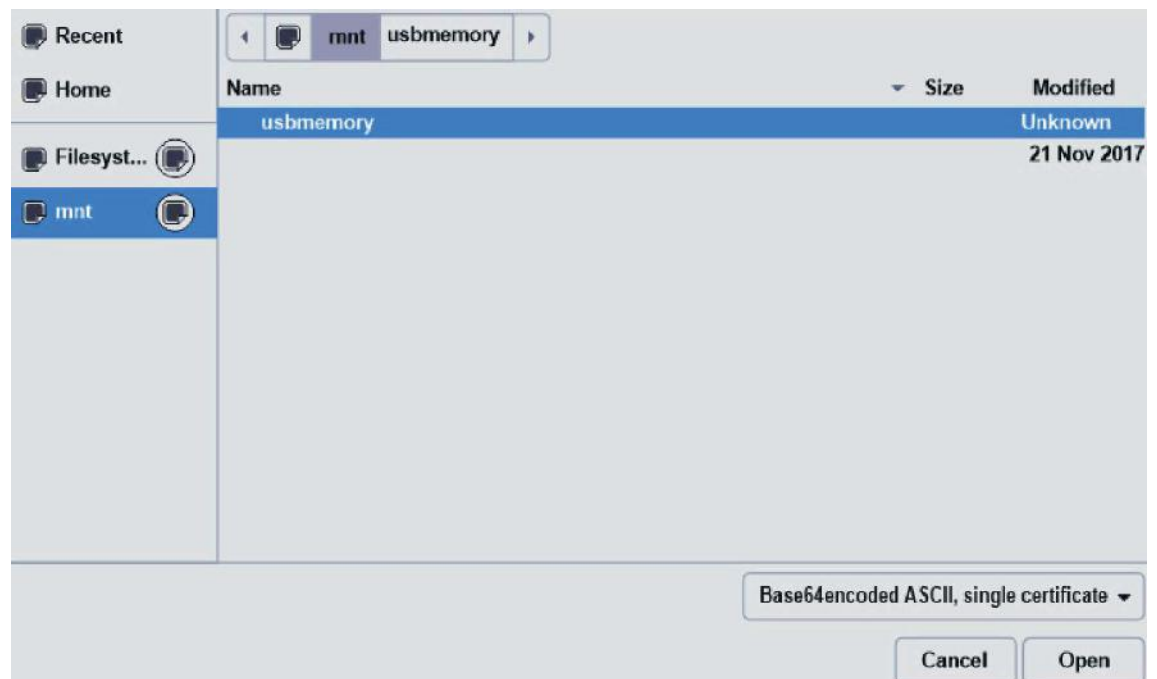 Recent
Home
Filesyst...
mnt
mnt usbmemory
Name Size Modified
usbmemory Unknown
21 Nov 2017
Base64encoded ASCII, single certificate
Cancel Open